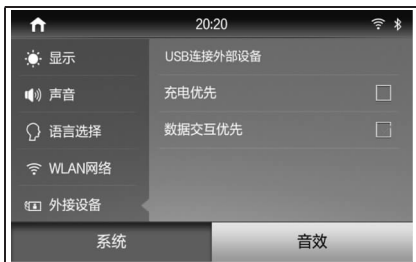 20:20
显示
声音
语言选择
WLAN网络
外接设备
USB连接外部设备
充电优先
数据交互优先
系统
音效